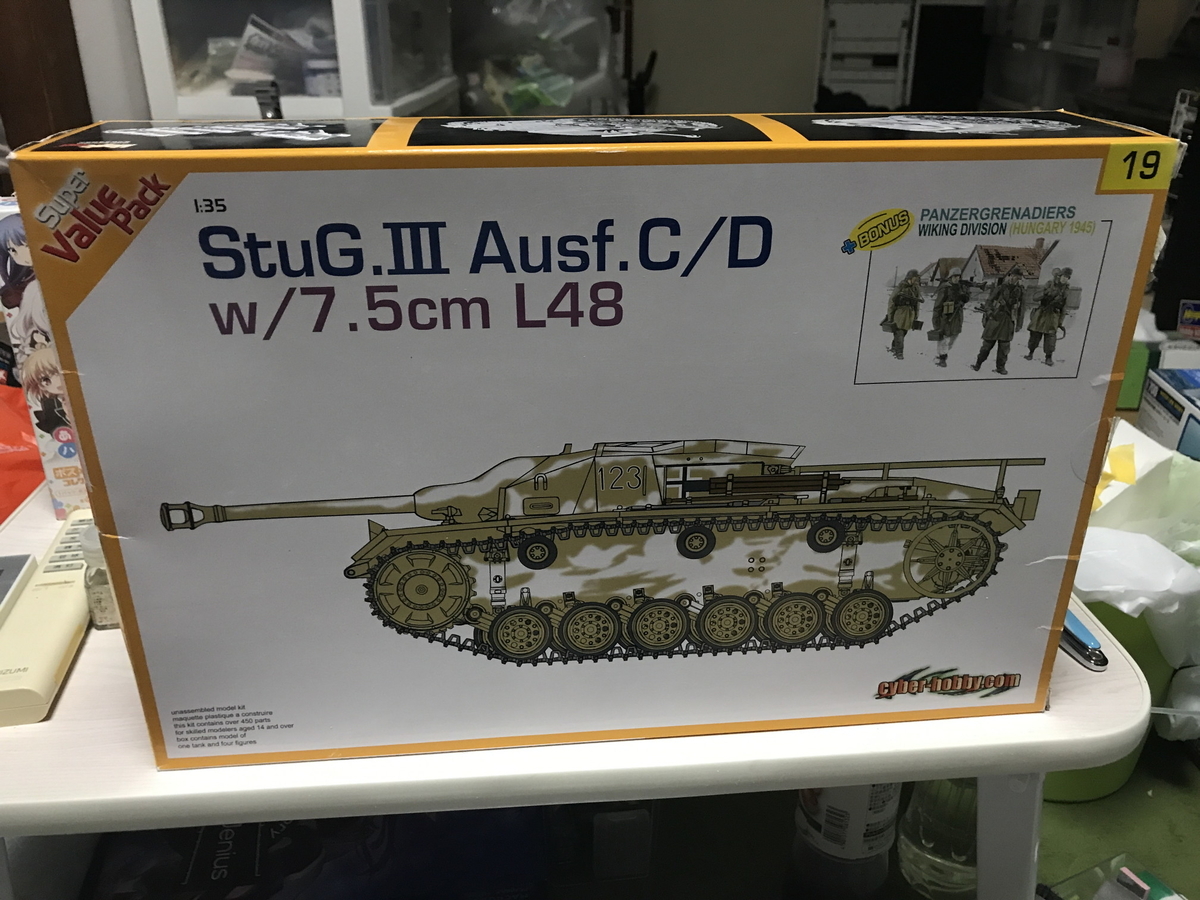 Super
Value
Pack
19
1:35
StuG.III Ausf.C/D
w/7.5cm L48
+BONUS
PANZERGRENADIERS
WIKING DIVISION (HUNGARY 1945)
123
cyber-hobby.com
unassembled model kit
maquette plastique a construire
this kit contains over 450 parts
for skilled modelers aged 14 and over
box contains model of
one tank and four figures
enius